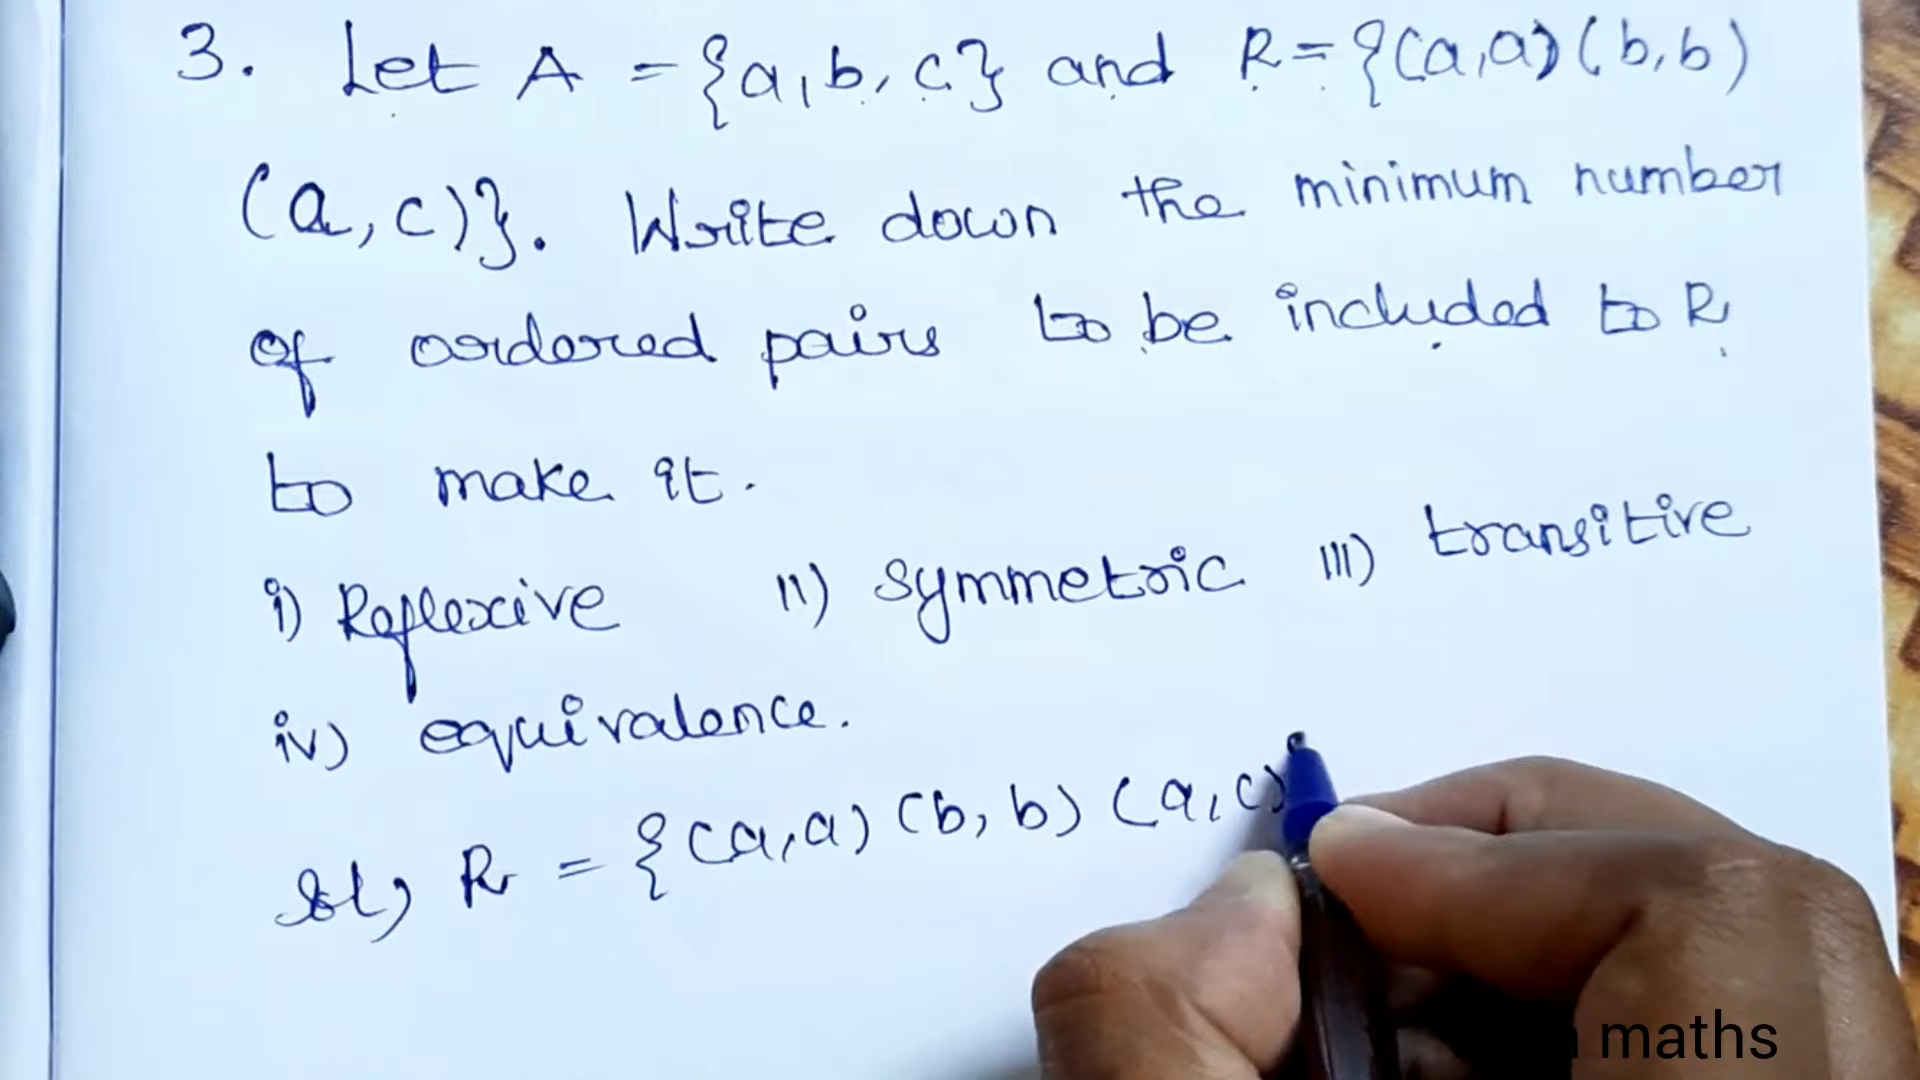 3. Let A = {a, b, c} and R = {(a,a) (b,b)
(a, c)}. Write down the minimum number
of ordered pairs to be included to R
to make it.
i) Reflexive II) Symmetric III) transitive
iv) equivalence.
R = {(a,a) (b,b) (a,c)
maths